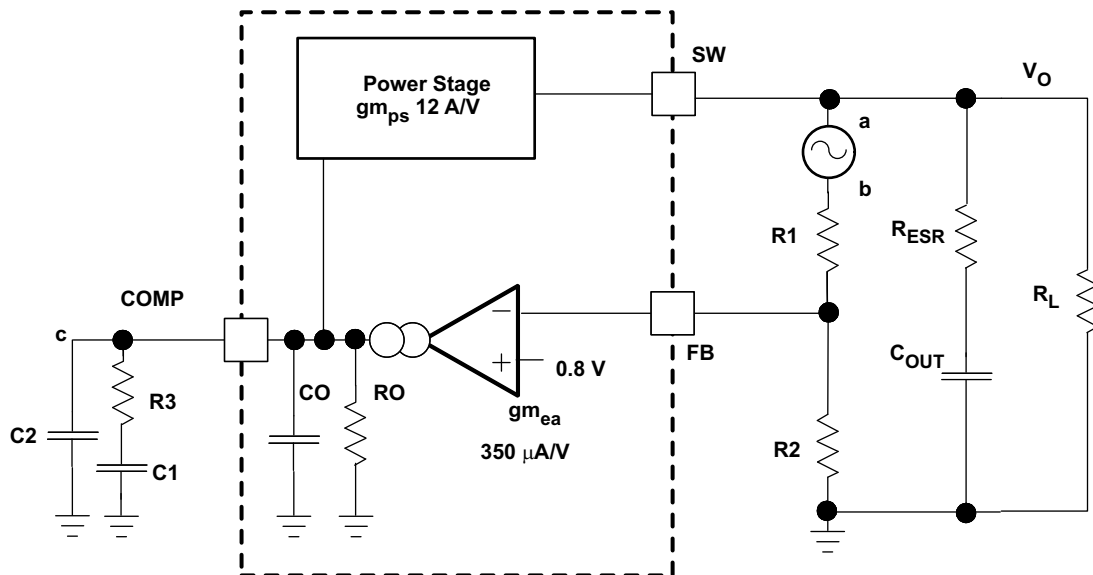 SW
Power Stage
gm_ps 12 A/V
V_O
a
b
R1
R_ESR
R_L
COMP
c
FB
0.8 V
R3
CO
RO
C_OUT
gm_ea
C2
C1
350 µA/V
R2